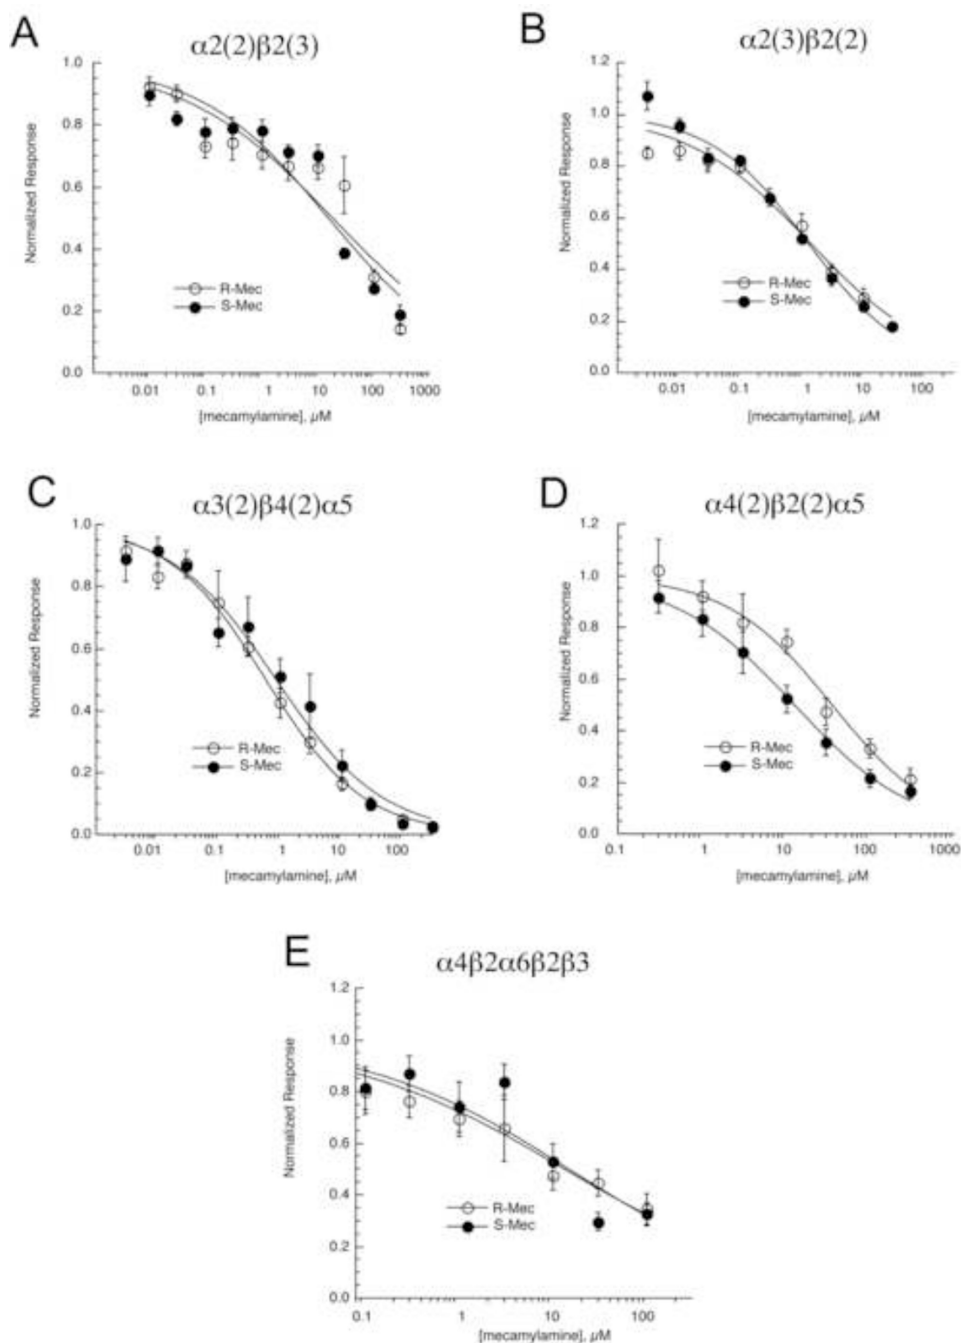 A
α2(2)β2(3)
1.0
0.8
0.6
0.4
0.2
0.0
Normalized Response
R-Mec
S-Mec
0.01 0.1 1 10 100 1000
[mecamylamine], µM
B
α2(3)β2(2)
1.2
1.0
0.8
0.6
0.4
0.2
0.0
Normalized Response
R-Mec
S-Mec
0.01 0.1 1 10 100
[mecamylamine], µM
C
α3(2)β4(2)α5
1.0
0.8
0.6
0.4
0.2
0.0
Normalized Response
R-Mec
S-Mec
0.01 0.1 1 10 100
[mecamylamine], µM
D
α4(2)β2(2)α5
1.2
1.0
0.8
0.6
0.4
0.2
0.0
Normalized Response
R-Mec
S-Mec
0.1 1 10 100 1000
[mecamylamine], µM
E
α4β2α6β2β3
1.2
1.0
0.8
0.6
0.4
0.2
0.0
Normalized Response
R-Mec
S-Mec
0.1 1 10 100
[mecamylamine], µM